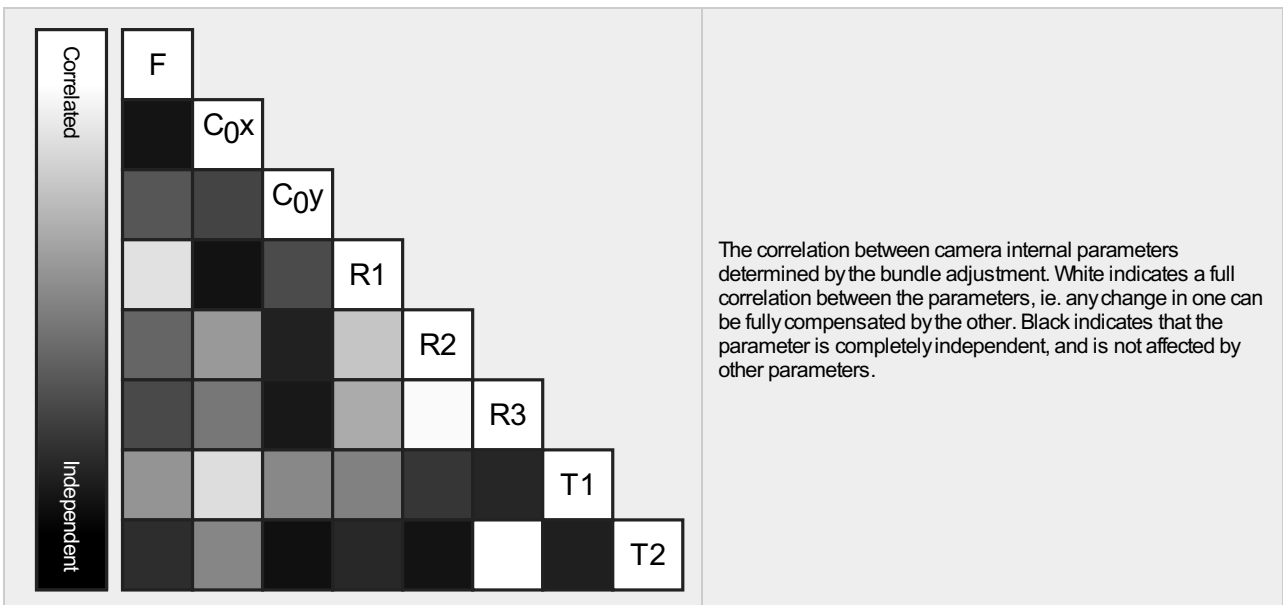 Correlated
Independent
F
C0x
C0y
R1
R2
R3
T1
T2
The correlation between camera internal parameters
determined by the bundle adjustment. White indicates a full
correlation between the parameters, ie. any change in one can
be fully compensated by the other. Black indicates that the
parameter is completely independent, and is not affected by
other parameters.